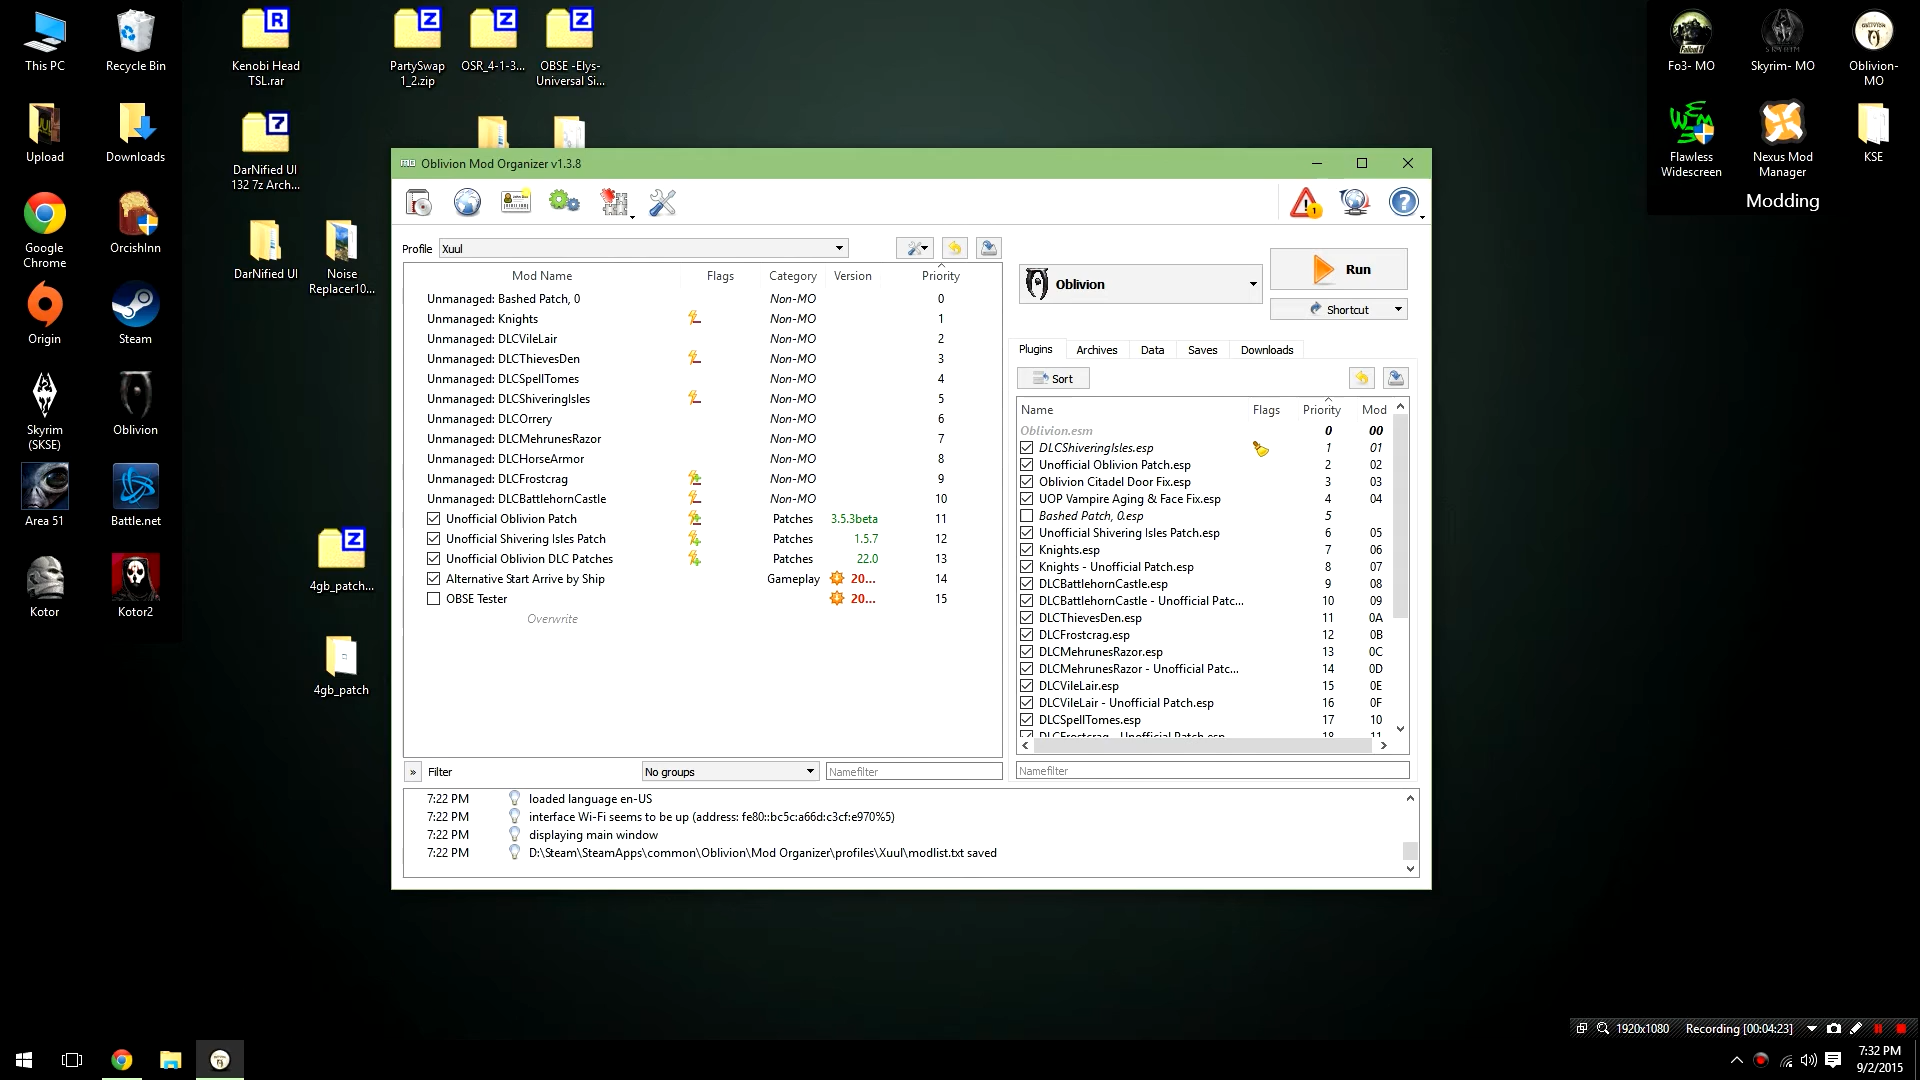 This PC
Recycle Bin
Kenobi Head
TSL.rar
PartySwap
1_2.zip
OSR_4-1-3...
OBSE -Elys-
Universal Si...
Fo3- MO
Skyrim- MO
Oblivion-
MO
Upload
Downloads
DarNified UI
132 7z Arch...
Flawless
Widescreen
Nexus Mod
Manager
KSE
Modding
Google
Chrome
OrcishInn
DarNified UI
Noise
Replacer10...
Origin
Steam
Skyrim
(SKSE)
Oblivion
Area 51
Battle.net
Kotor
Kotor2
4gb_patch...
4gb_patch
Oblivion Mod Organizer v1.3.8
Profile
Xuul
Mod Name Flags Category Version Priority
Unmanaged: Bashed Patch, 0 Non-MO 0
Unmanaged: Knights Non-MO 1
Unmanaged: DLCVileLair Non-MO 2
Unmanaged: DLCThievesDen Non-MO 3
Unmanaged: DLCSpellTomes Non-MO 4
Unmanaged: DLCShiveringIsles Non-MO 5
Unmanaged: DLCOrrery Non-MO 6
Unmanaged: DLCMehrunesRazor Non-MO 7
Unmanaged: DLCHorseArmor Non-MO 8
Unmanaged: DLCFrostcrag Non-MO 9
Unmanaged: DLCBattlehornCastle Non-MO 10
Unofficial Oblivion Patch Patches 3.5.3beta 11
Unofficial Shivering Isles Patch Patches 1.5.7 12
Unofficial Oblivion DLC Patches Patches 22.0 13
Alternative Start Arrive by Ship Gameplay 20... 14
OBSE Tester 20... 15
Overwrite
» Filter No groups Namefilter
Oblivion
Run
Shortcut
Plugins Archives Data Saves Downloads
Sort
Name Flags Priority Mod
Oblivion.esm 0 00
DLCShiveringIsles.esp 1 01
Unofficial Oblivion Patch.esp 2 02
Oblivion Citadel Door Fix.esp 3 03
UOP Vampire Aging & Face Fix.esp 4 04
Bashed Patch, 0.esp 5
Unofficial Shivering Isles Patch.esp 6 05
Knights.esp 7 06
Knights - Unofficial Patch.esp 8 07
DLCBattlehornCastle.esp 9 08
DLCBattlehornCastle - Unofficial Patc... 10 09
DLCThievesDen.esp 11 0A
DLCFrostcrag.esp 12 0B
DLCMehrunesRazor.esp 13 0C
DLCMehrunesRazor - Unofficial Patc... 14 0D
DLCVileLair.esp 15 0E
DLCVileLair - Unofficial Patch.esp 16 0F
DLCSpellTomes.esp 17 10
DLCFrostcrag - Unofficial Patch.esp 18 11
Namefilter
7:22 PM loaded language en-US
7:22 PM interface Wi-Fi seems to be up (address: fe80::bc5c:a66d:c3cf:e970%5)
7:22 PM displaying main window
7:22 PM D:\Steam\SteamApps\common\Oblivion\Mod Organizer\profiles\Xuul\modlist.txt saved
1920x1080 Recording [00:04:23]
7:32 PM
9/2/2015